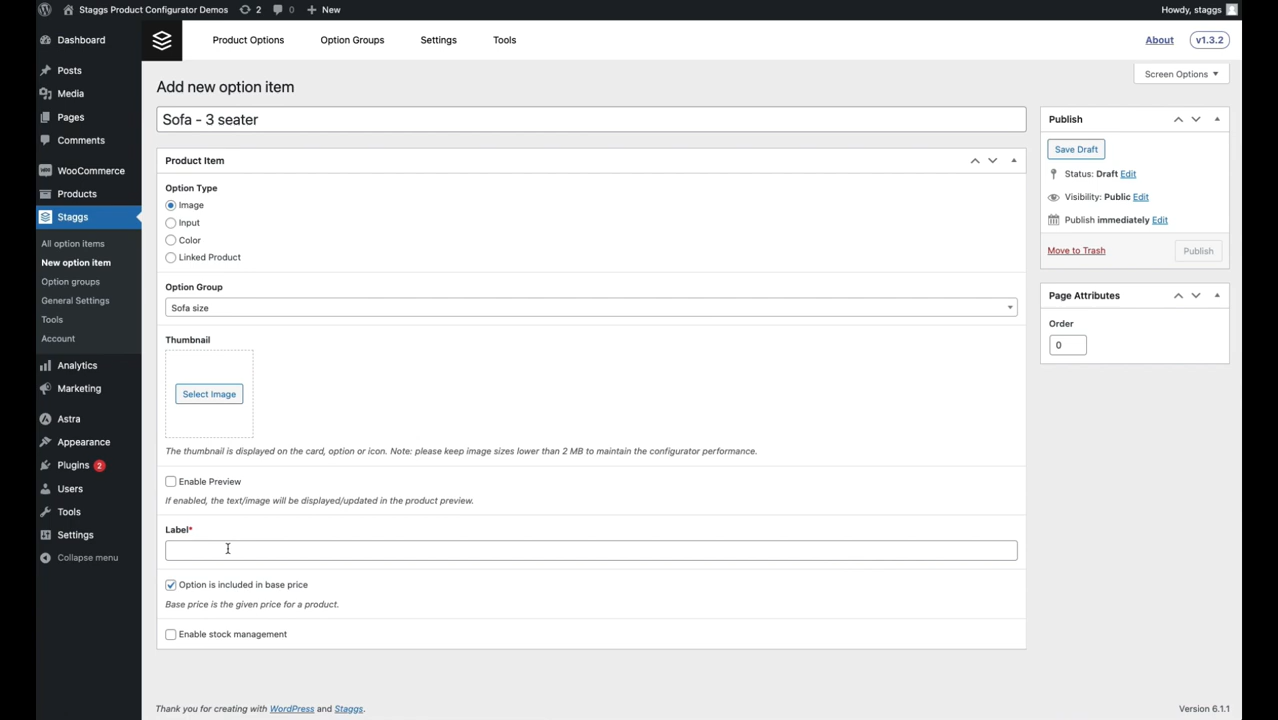 Staggs Product Configurator Demos
2
0
New
Howdy, staggs
Dashboard
Posts
Media
Pages
Comments
WooCommerce
Products
Staggs
All option items
New option item
Option groups
General Settings
Tools
Account
Analytics
Marketing
Astra
Appearance
Plugins 2
Users
Tools
Settings
Collapse menu
Product Options
Option Groups
Settings
Tools
About
v1.3.2
Screen Options
Add new option item
Sofa - 3 seater
Product Item
Option Type
Image
Input
Color
Linked Product
Option Group
Sofa size
Thumbnail
Select Image
The thumbnail is displayed on the card, option or icon. Note: please keep image sizes lower than 2 MB to maintain the configurator performance.
Enable Preview
If enabled, the text/image will be displayed/updated in the product preview.
Label*
Option is included in base price
Base price is the given price for a product.
Enable stock management
Publish
Save Draft
Status: Draft Edit
Visibility: Public Edit
Publish immediately Edit
Move to Trash
Publish
Page Attributes
Order
0
Thank you for creating with WordPress and Staggs.
Version 6.1.1